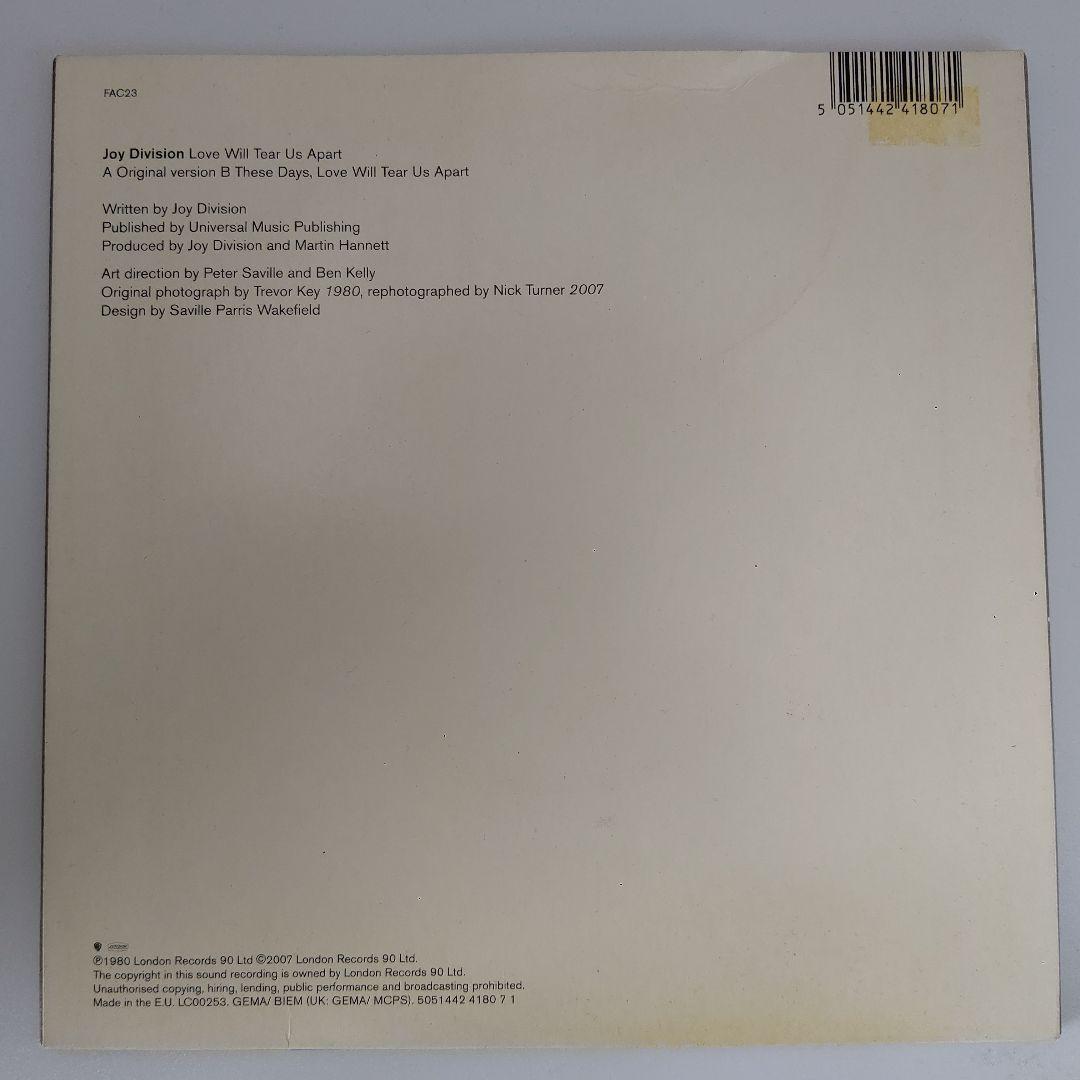 FAC23
5 051442 418071
Joy Division Love Will Tear Us Apart
A Original version B These Days, Love Will Tear Us Apart
Written by Joy Division
Published by Universal Music Publishing
Produced by Joy Division and Martin Hannett
Art direction by Peter Saville and Ben Kelly
Original photograph by Trevor Key 1980, rephotographed by Nick Turner 2007
Design by Saville Parris Wakefield
℗1980 London Records 90 Ltd ©2007 London Records 90 Ltd.
The copyright in this sound recording is owned by London Records 90 Ltd.
Unauthorised copying, hiring, lending, public performance and broadcasting prohibited.
Made in the E.U. LC00253. GEMA/ BIEM (UK: GEMA/ MCPS). 5051442 4180 7 1